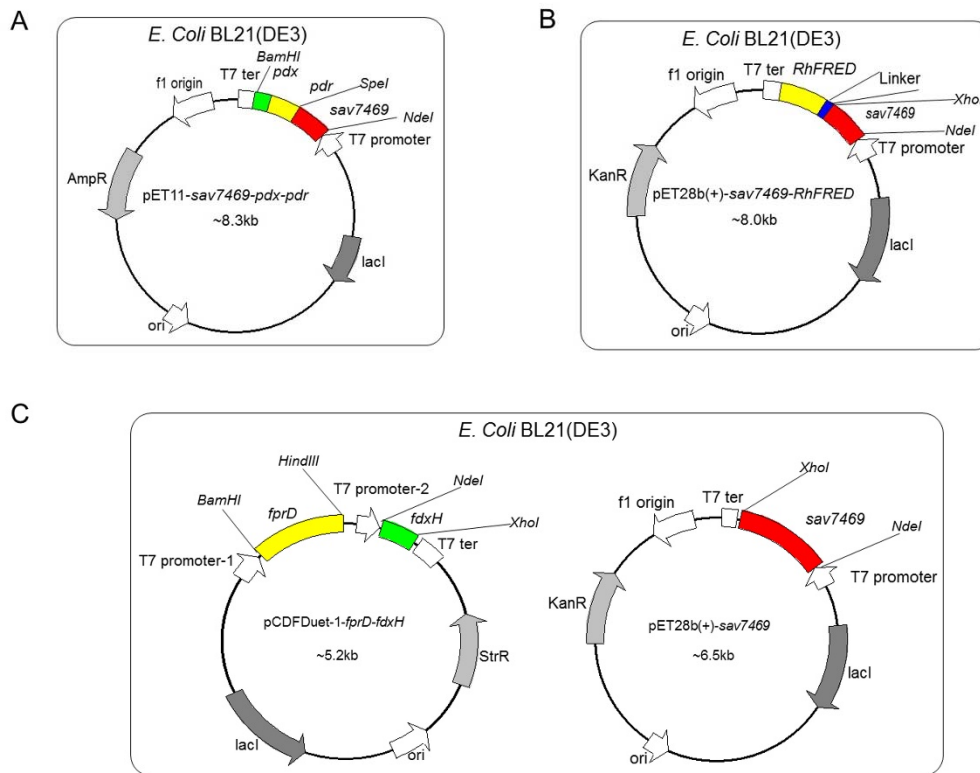 A
E. Coli BL21(DE3)
BamHI
T7 ter
pdx
pdr
SpeI
f1 origin
sav7469
NdeI
T7 promoter
AmpR
pET11-sav7469-pdx-pdr
~8.3kb
lacI
ori
B
E. Coli BL21(DE3)
T7 ter
RhFRED
f1 origin
Linker
XhoI
sav7469
NdeI
T7 promoter
KanR
pET28b(+)-sav7469-RhFRED
~8.0kb
lacI
ori
C
E. Coli BL21(DE3)
HindIII
T7 promoter-2
NdeI
BamHI
fprD
fdxH
XhoI
T7 ter
T7 promoter-1
pCDFDuet-1-fprD-fdxH
~5.2kb
StrR
lacI
ori
XhoI
T7 ter
f1 origin
sav7469
NdeI
T7 promoter
KanR
pET28b(+)-sav7469
~6.5kb
lacI
ori